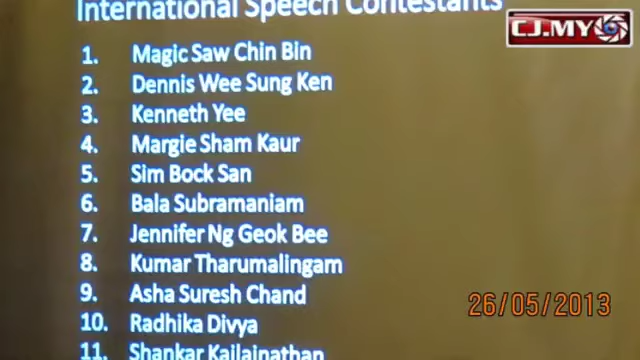 International Speech Contestants
CJ.MY
1. Magic Saw Chin Bin
2. Dennis Wee Sung Ken
3. Kenneth Yee
4. Margie Sham Kaur
5. Sim Bock San
6. Bala Subramaniam
7. Jennifer Ng Geok Bee
8. Kumar Tharumalingam
9. Asha Suresh Chand
10. Radhika Divya
11. Shankar Kailainathan
26/05/2013